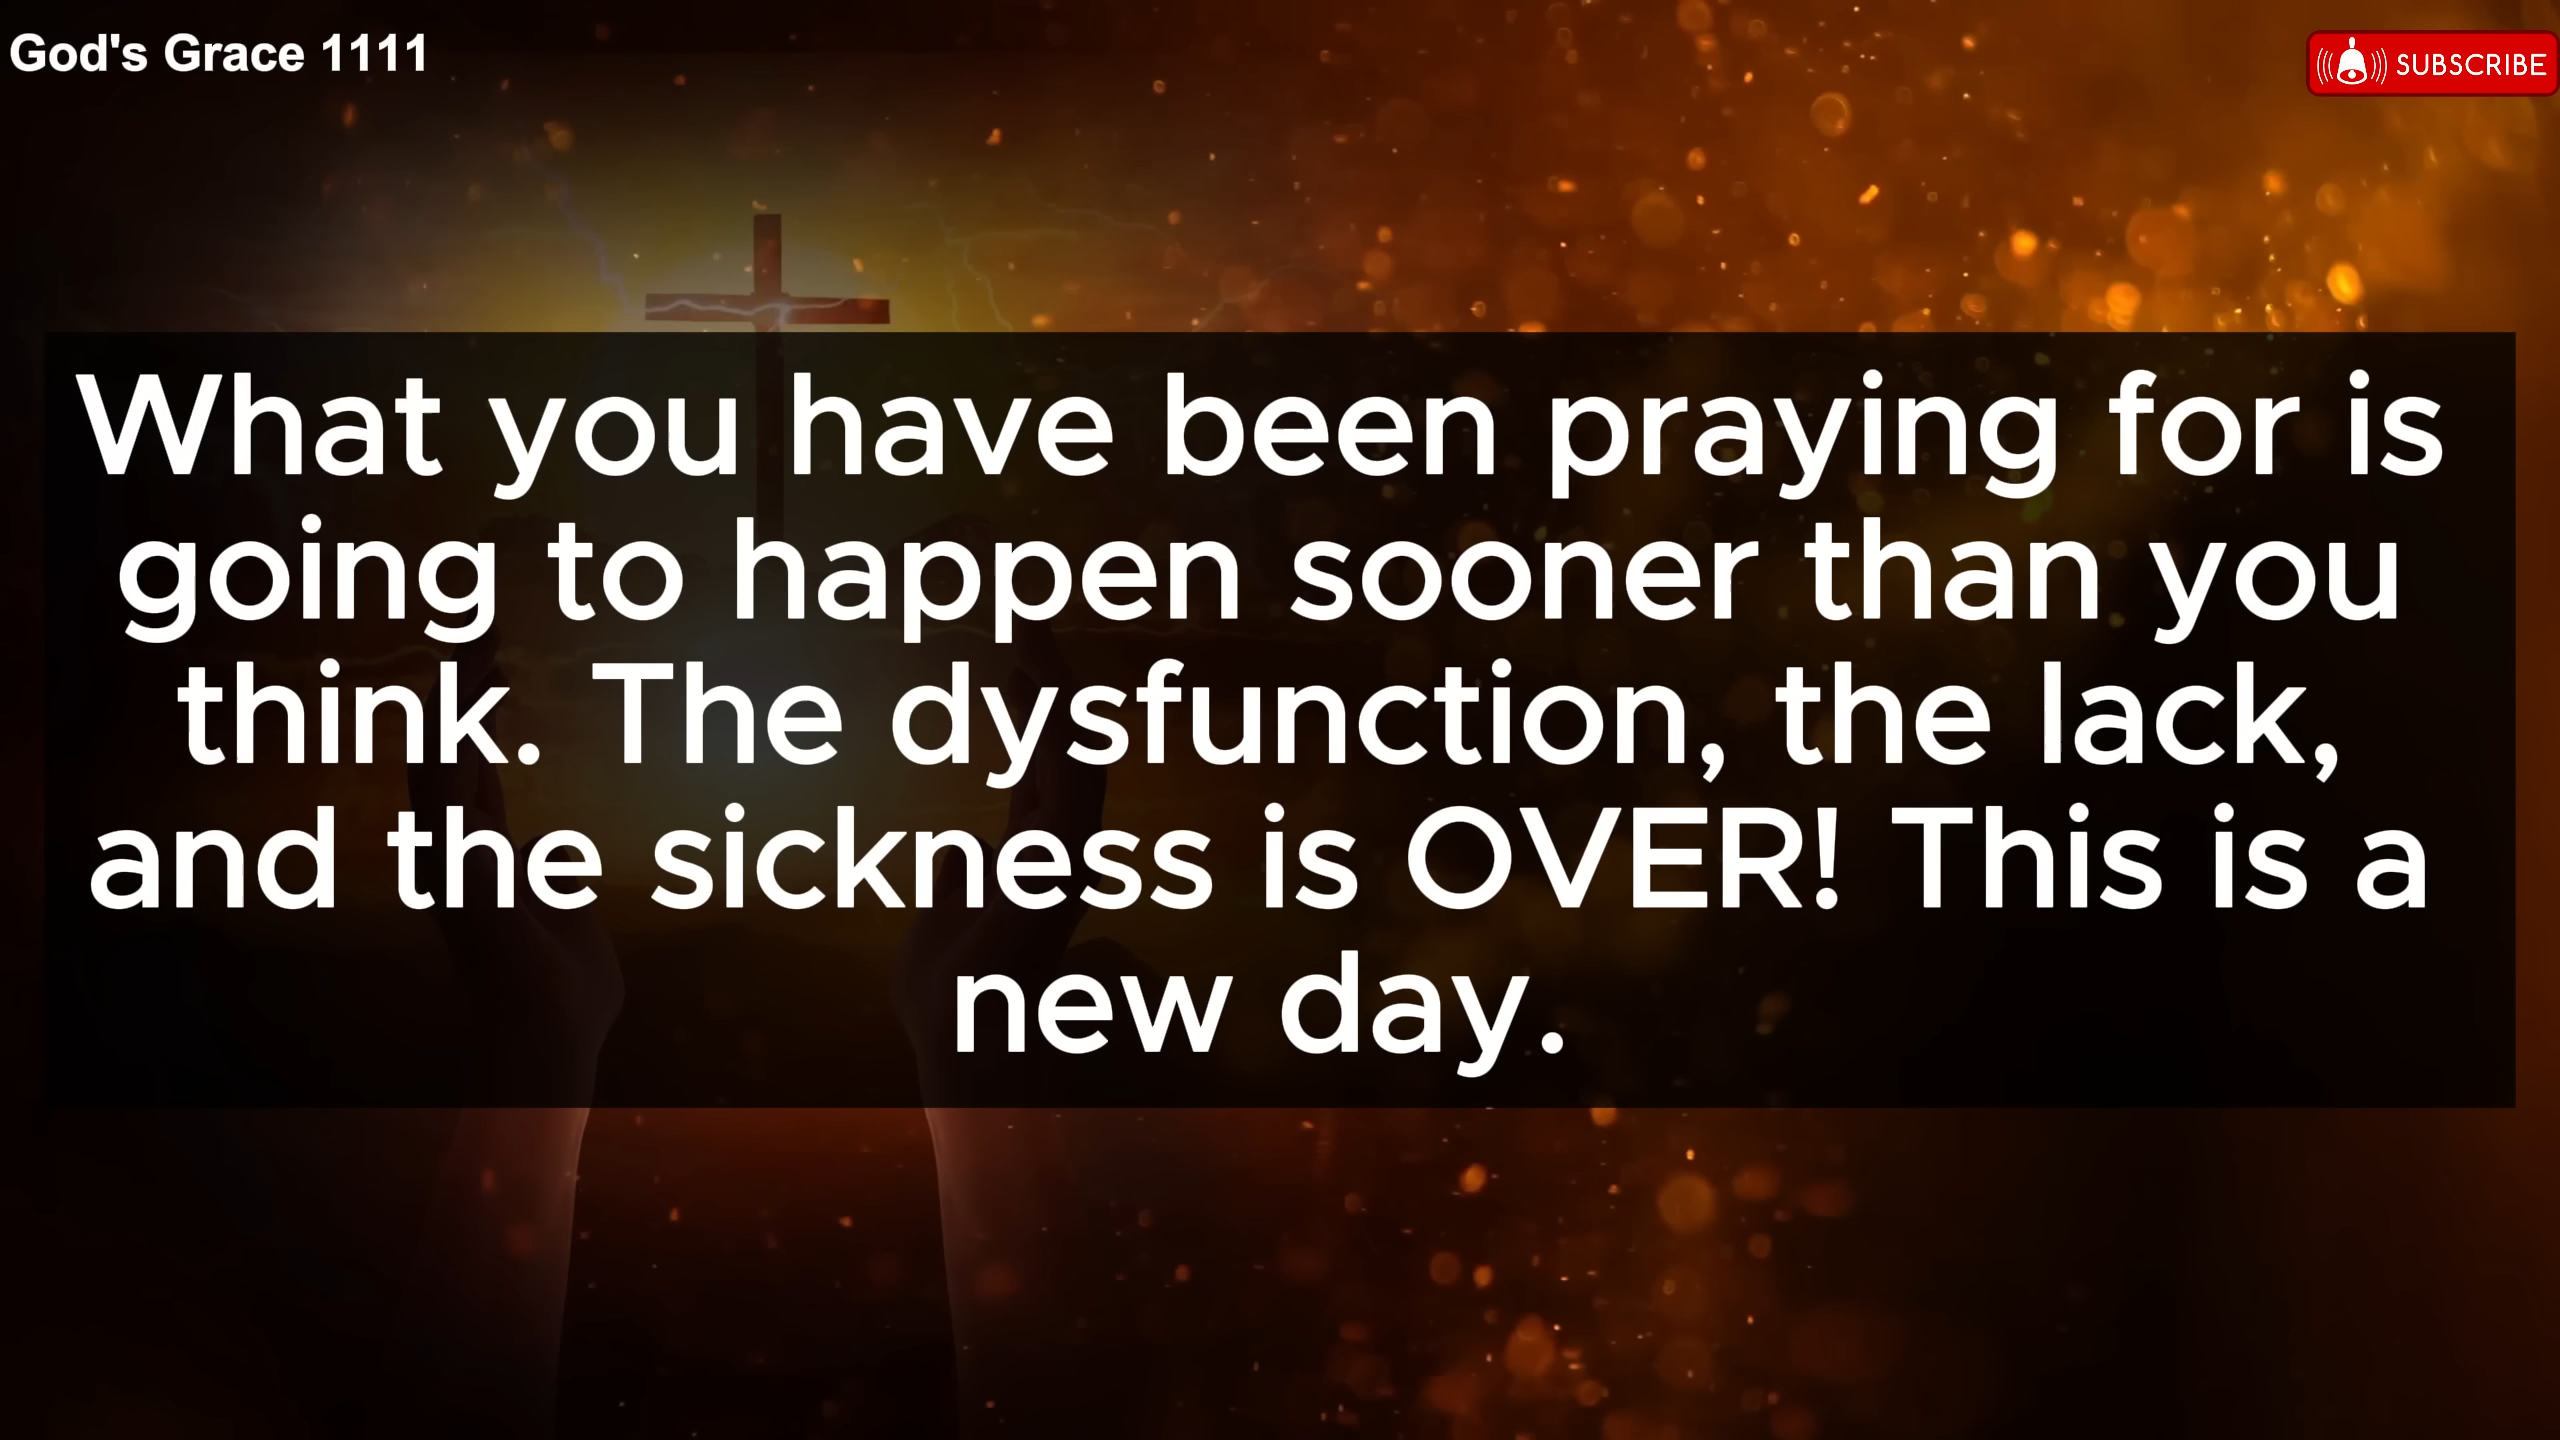 God's Grace 1111
SUBSCRIBE
What you have been praying for is
going to happen sooner than you
think. The dysfunction, the lack,
and the sickness is OVER! This is a
new day.